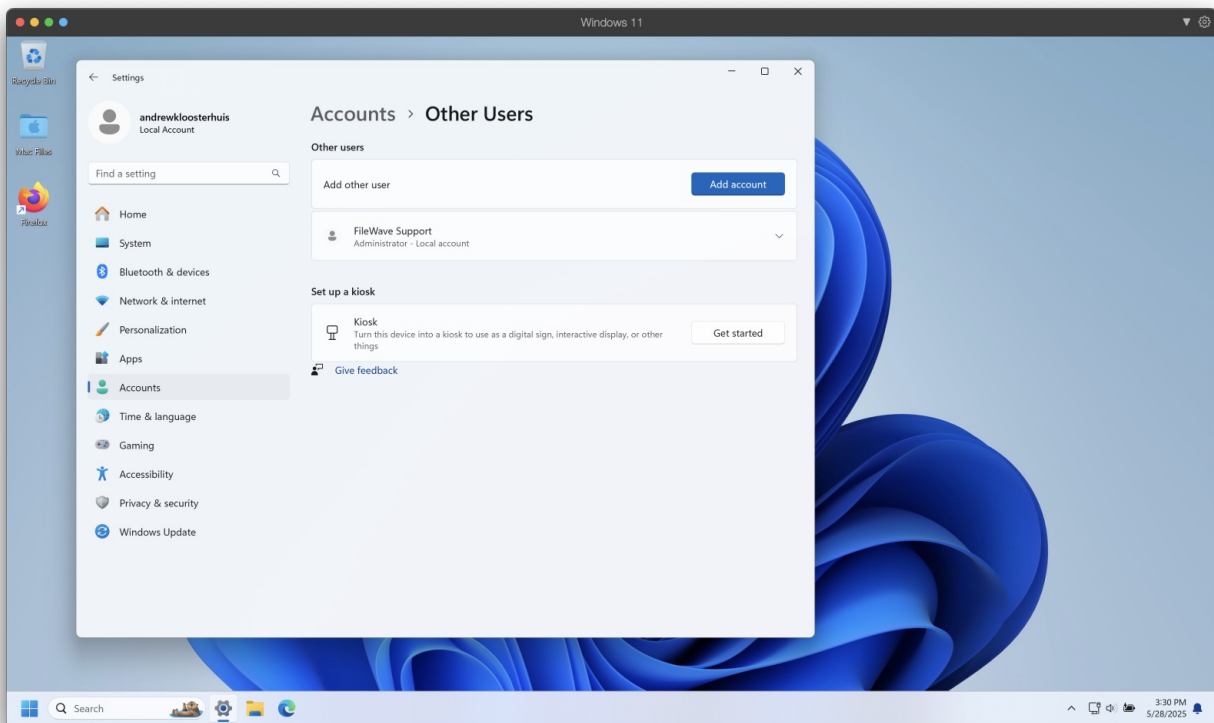 Windows 11
Recycle Bin
Mac Files
Firefox
Settings
andrewkloosterhuis
Local Account
Find a setting
Home
System
Bluetooth & devices
Network & internet
Personalization
Apps
Accounts
Time & language
Gaming
Accessibility
Privacy & security
Windows Update
Accounts > Other Users
Other users
Add other user
Add account
FileWave Support
Administrator - Local account
Set up a kiosk
Kiosk
Turn this device into a kiosk to use as a digital sign, interactive display, or other
things
Get started
Give feedback
Search
3:30 PM
5/28/2025